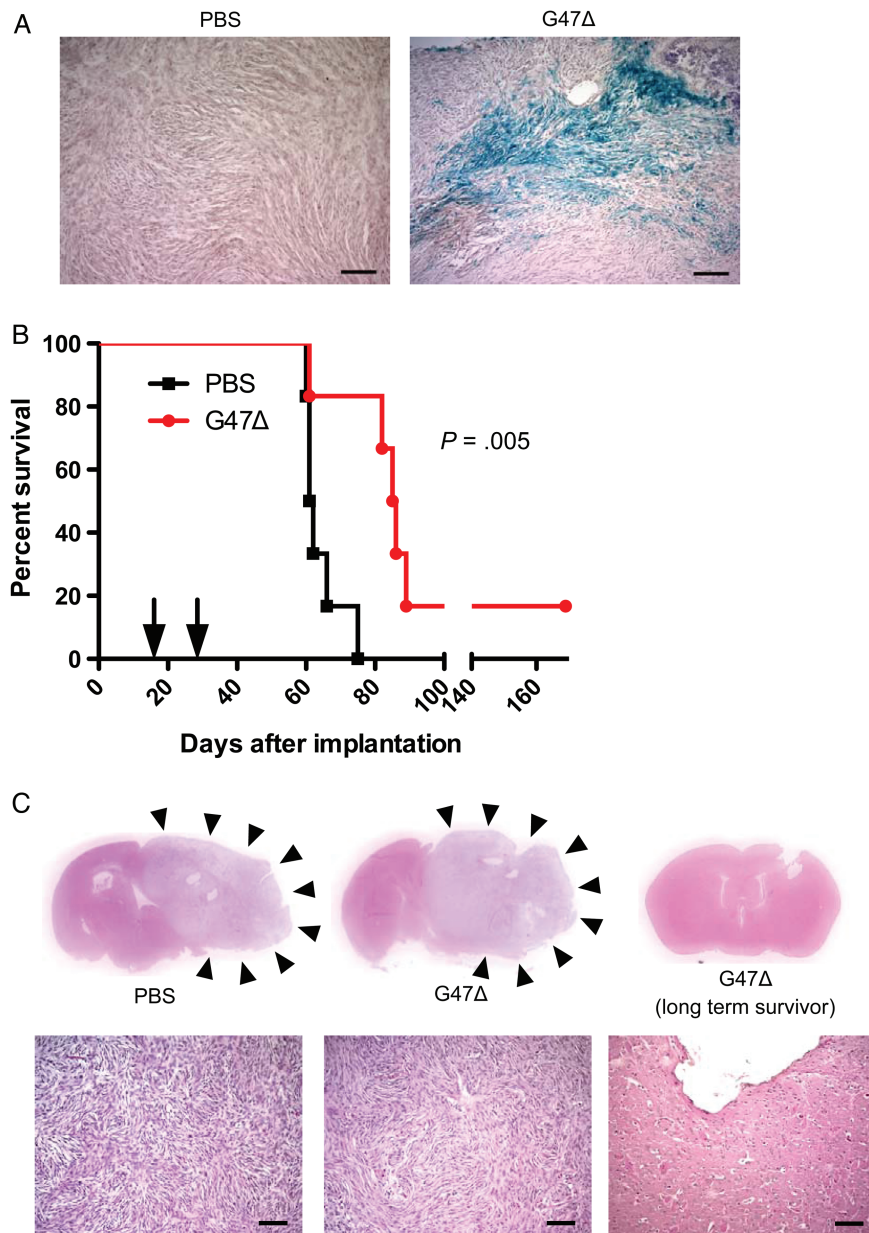 A
PBS
G47Δ
B
100
80
60
40
20
0
Percent survival
PBS
G47Δ
P = .005
0
20
40
60
80
100
140
160
Days after implantation
C
PBS
G47Δ
G47Δ
(long term survivor)